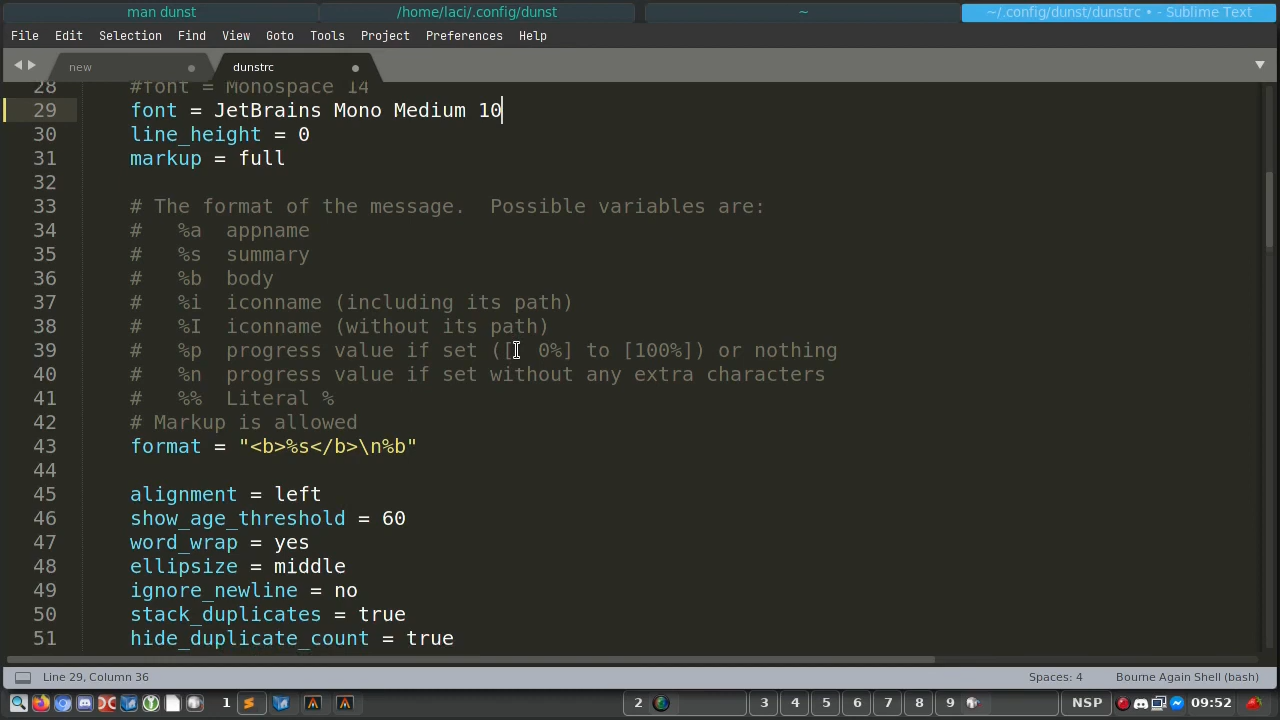 man dunst
/home/laci/.config/dunst
~
~/.config/dunst/dunstrc • - Sublime Text
File Edit Selection Find View Goto Tools Project Preferences Help
new
dunstrc
28 #font = Monospace 14
29 font = JetBrains Mono Medium 10
30 line_height = 0
31 markup = full
32
33 # The format of the message.  Possible variables are:
34 #   %a  appname
35 #   %s  summary
36 #   %b  body
37 #   %i  iconname (including its path)
38 #   %I  iconname (without its path)
39 #   %p  progress value if set ([  0%] to [100%]) or nothing
40 #   %n  progress value if set without any extra characters
41 #   %%  Literal %
42 # Markup is allowed
43 format = "<b>%s</b>\n%b"
44
45 alignment = left
46 show_age_threshold = 60
47 word_wrap = yes
48 ellipsize = middle
49 ignore_newline = no
50 stack_duplicates = true
51 hide_duplicate_count = true
Line 29, Column 36
Spaces: 4
Bourne Again Shell (bash)
1 2 3 4 5 6 7 8 9 NSP 09:52